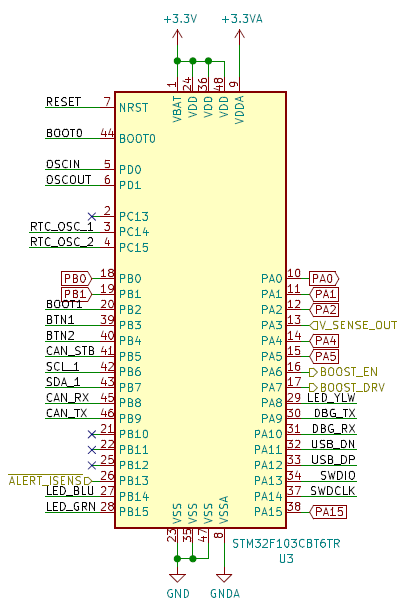 +3.3V +3.3VA
1 24 36 48 9
VBAT VDD VDD VDD VDDA
RESET 7 NRST
BOOT0 44 BOOT0
OSCIN 5 PD0
OSCOUT 6 PD1
2 PC13
RTC_OSC_1 3 PC14
RTC_OSC_2 4 PC15
PB0 18 PB0 PA0 10 PA0
PB1 19 PB1 PA1 11 PA1
BOOT1 20 PB2 PA2 12 PA2
BTN1 39 PB3 PA3 13 V_SENSE_OUT
BTN2 40 PB4 PA4 14 PA4
CAN_STB 41 PB5 PA5 15 PA5
SCL_1 42 PB6 PA6 16 BOOST_EN
SDA_1 43 PB7 PA7 17 BOOST_DRV
CAN_RX 45 PB8 PA8 29 LED_YLW
CAN_TX 46 PB9 PA9 30 DBG_TX
21 PB10 PA10 31 DBG_RX
22 PB11 PA11 32 USB_DN
25 PB12 PA12 33 USB_DP
ALERT_ISENS 26 PB13 PA13 34 SWDIO
LED_BLU 27 PB14 PA14 37 SWDCLK
LED_GRN 28 PB15 PA15 38 PA15
VSS VSS VSS VSSA
23 35 47 8
STM32F103CBT6TR
U3
GND GNDA